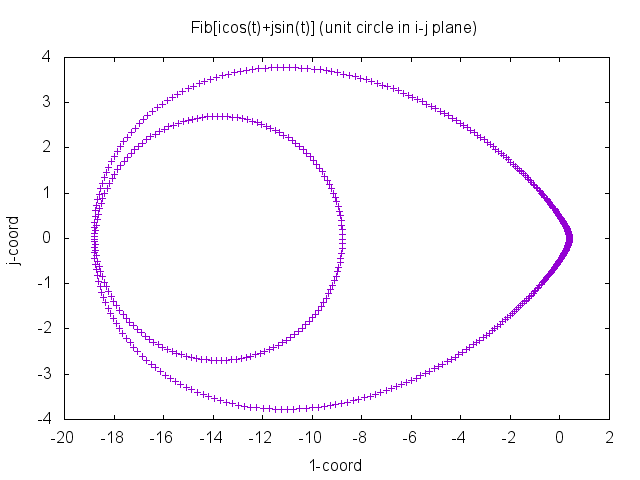 Fib[icos(t)+jsin(t)] (unit circle in i-j plane)
4
3
2
1
0
-1
-2
-3
-4
j-coord
-20 -18 -16 -14 -12 -10 -8 -6 -4 -2 0 2
1-coord